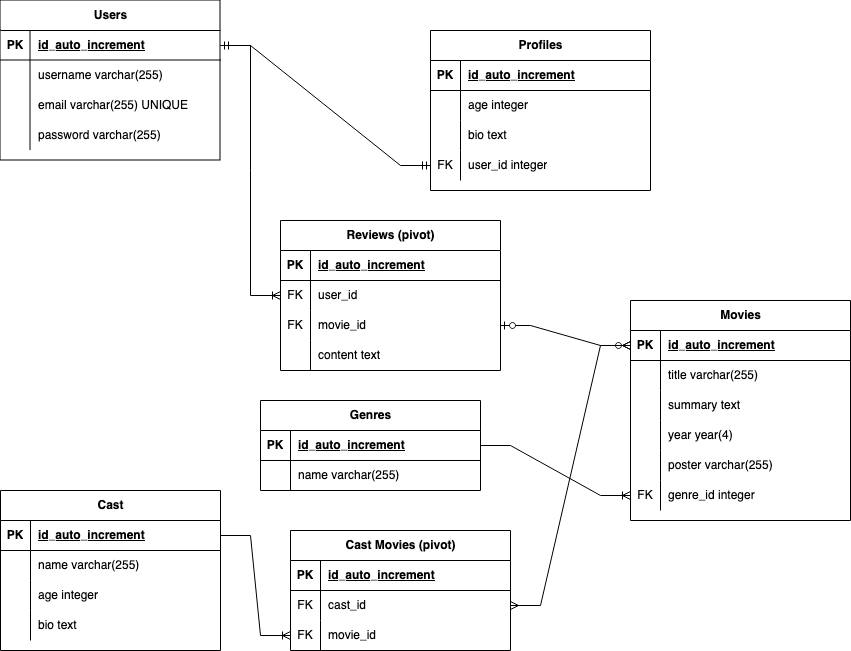 Users
PK id_auto_increment
username varchar(255)
email varchar(255) UNIQUE
password varchar(255)
Profiles
PK id_auto_increment
age integer
bio text
FK user_id integer
Reviews (pivot)
PK id_auto_increment
FK user_id
FK movie_id
content text
Movies
PK id_auto_increment
title varchar(255)
summary text
year year(4)
poster varchar(255)
FK genre_id integer
Genres
PK id_auto_increment
name varchar(255)
Cast
PK id_auto_increment
name varchar(255)
age integer
bio text
Cast Movies (pivot)
PK id_auto_increment
FK cast_id
FK movie_id